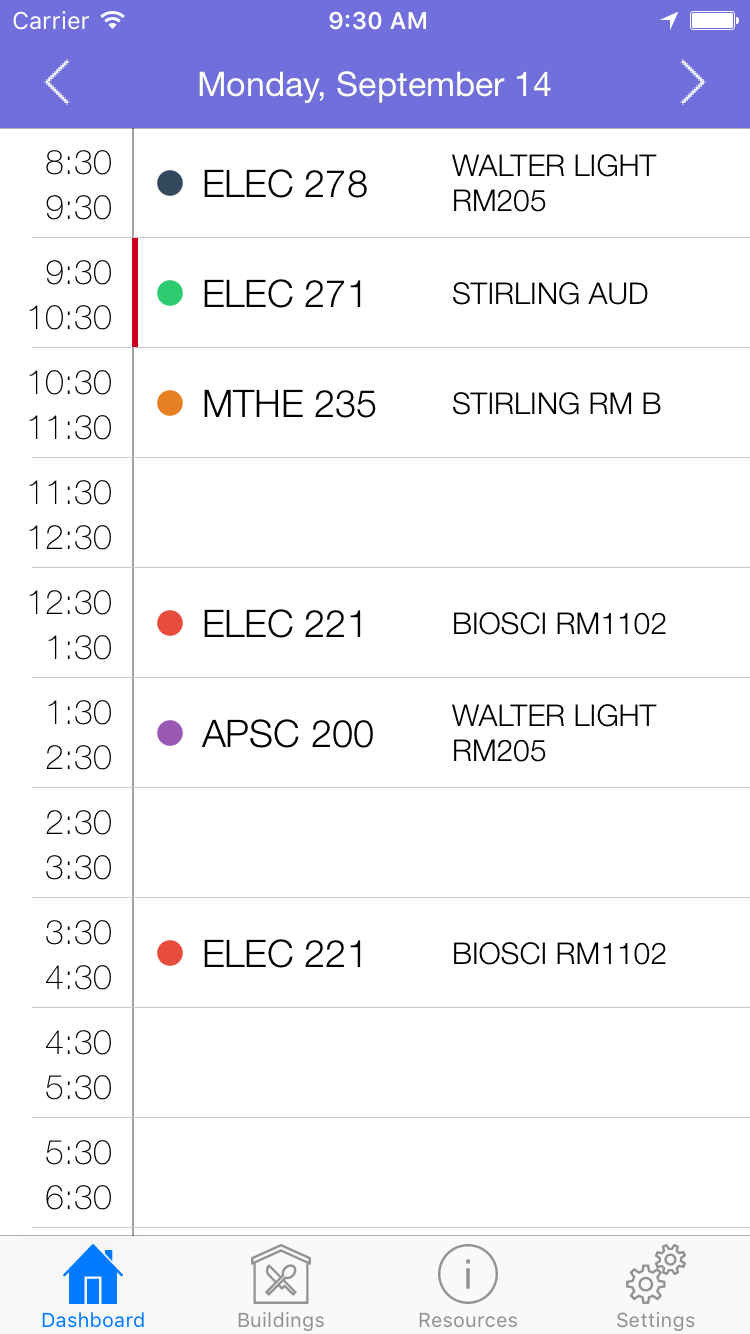 Carrier 9:30 AM
Monday, September 14
8:30
9:30
ELEC 278
WALTER LIGHT
RM205
9:30
10:30
ELEC 271
STIRLING AUD
10:30
11:30
MTHE 235
STIRLING RM B
11:30
12:30
12:30
1:30
ELEC 221
BIOSCI RM1102
1:30
2:30
APSC 200
WALTER LIGHT
RM205
2:30
3:30
3:30
4:30
ELEC 221
BIOSCI RM1102
4:30
5:30
5:30
6:30
Dashboard Buildings Resources Settings